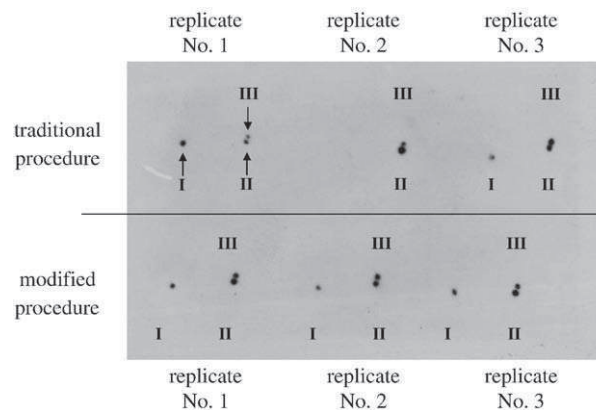 replicate replicate replicate
No. 1 No. 2 No. 3
III III III
traditional
procedure
I II II I II
III III III
modified
procedure
I II I II I II
replicate replicate replicate
No. 1 No. 2 No. 3